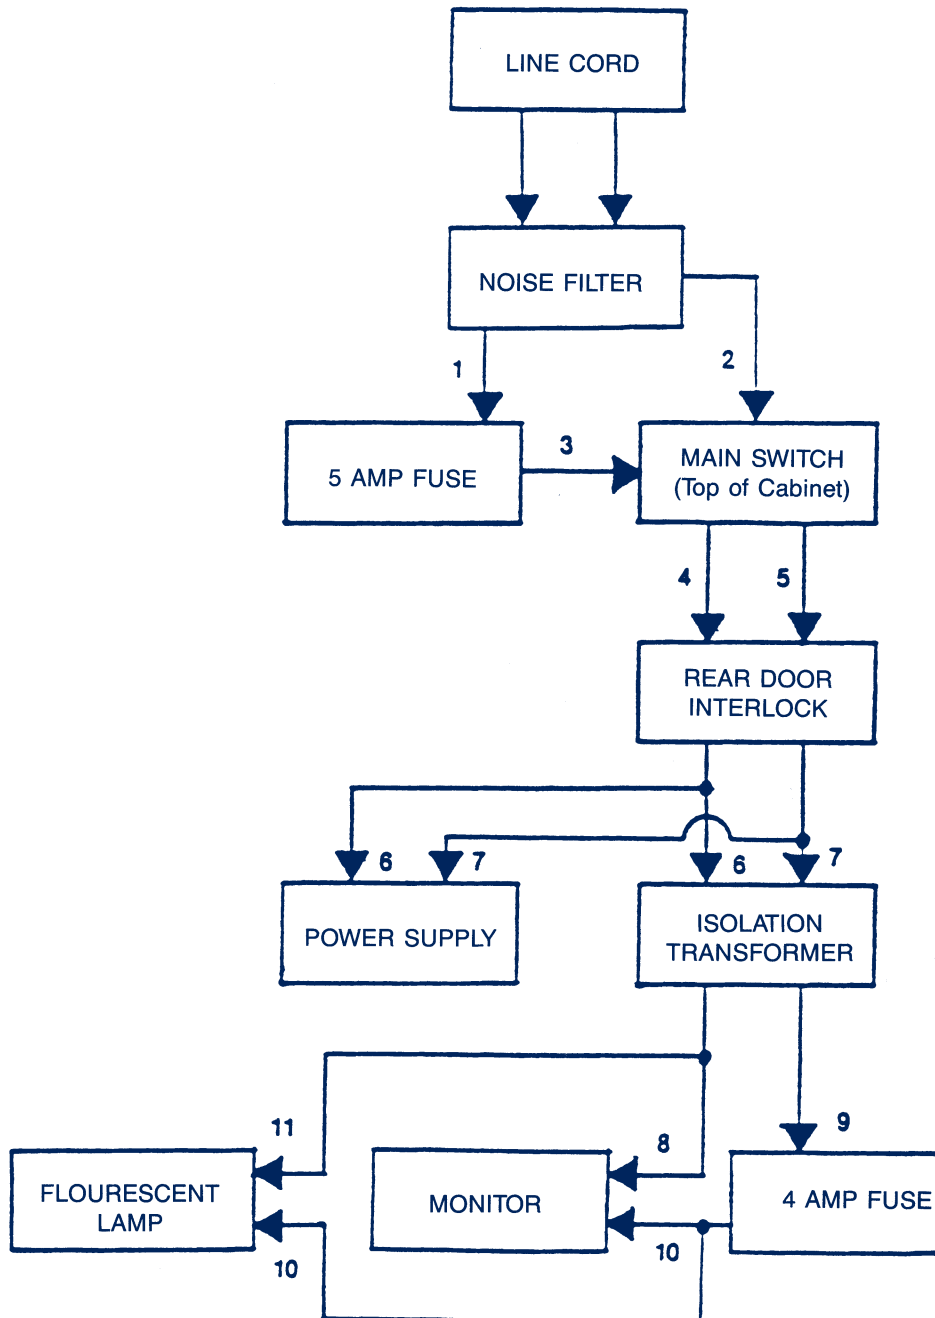 LINE CORD
NOISE FILTER
1
2
5 AMP FUSE
3
MAIN SWITCH
(Top of Cabinet)
4
5
REAR DOOR
INTERLOCK
6
7
6
7
POWER SUPPLY
ISOLATION
TRANSFORMER
11
8
9
FLOURESCENT
LAMP
MONITOR
4 AMP FUSE
10
10